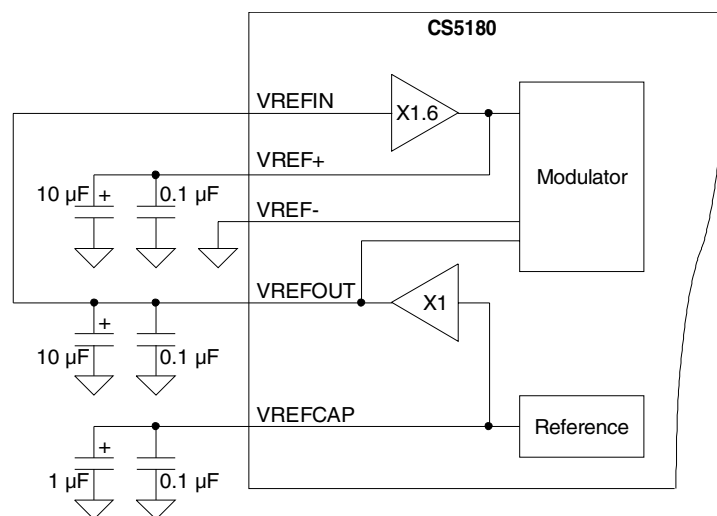 CS5180
VREFIN
X1.6
VREF+
10 µF
+
0.1 µF
Modulator
VREF-
VREFOUT
X1
+
10 µF
0.1 µF
VREFCAP
Reference
+
1 µF
0.1 µF